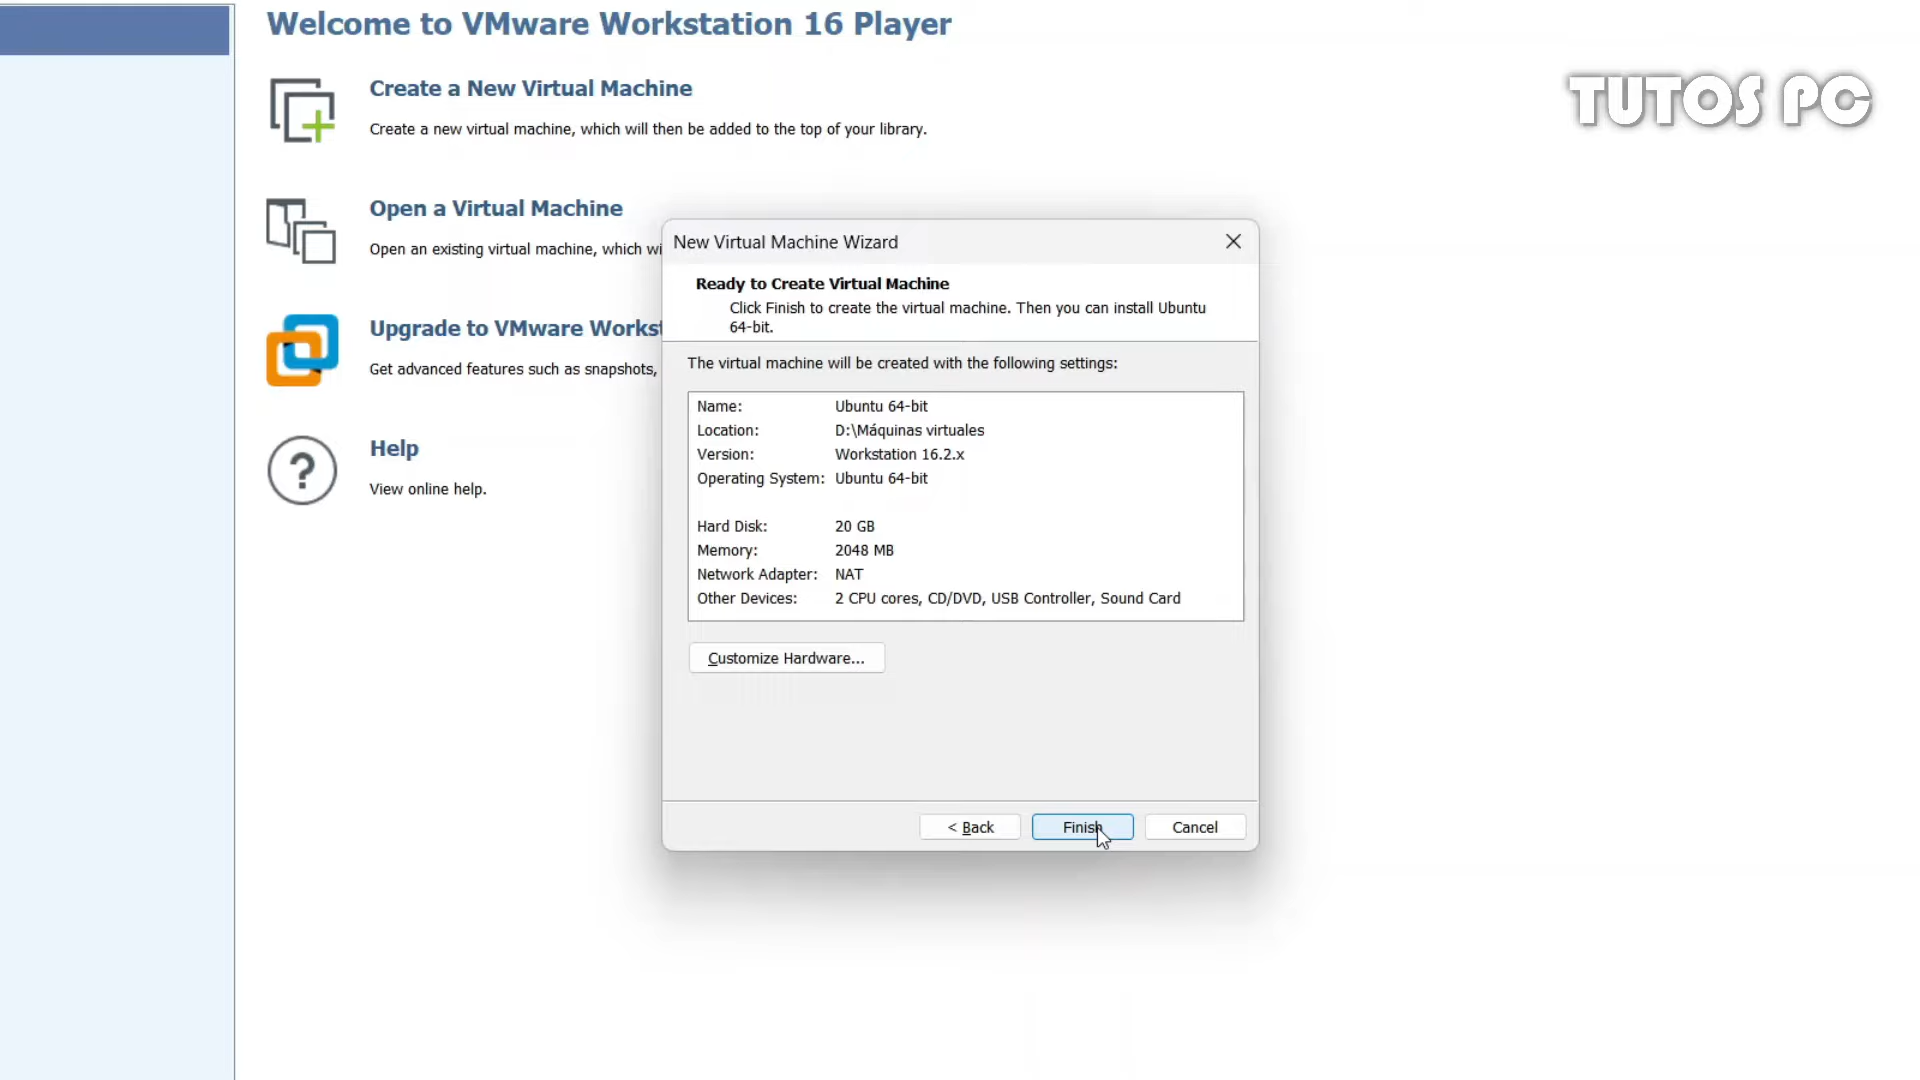 Welcome to VMware Workstation 16 Player
TUTOS PC
Create a New Virtual Machine
Create a new virtual machine, which will then be added to the top of your library.
Open a Virtual Machine
Open an existing virtual machine, which
Upgrade to VMware
Get advanced features such as snapshots,
?
Help
View online help.
New Virtual Machine Wizard
Ready to Create Virtual Machine
Click Finish to create the virtual machine. Then you can install Ubuntu
64-bit.
The virtual machine will be created with the following settings:
Name: Ubuntu 64-bit
Location: D:\Máquinas virtuales
Version: Workstation 16.2.x
Operating System: Ubuntu 64-bit
Hard Disk: 20 GB
Memory: 2048 MB
Network Adapter: NAT
Other Devices: 2 CPU cores, CD/DVD, USB Controller, Sound Card
Customize Hardware...
< Back
Finish
Cancel